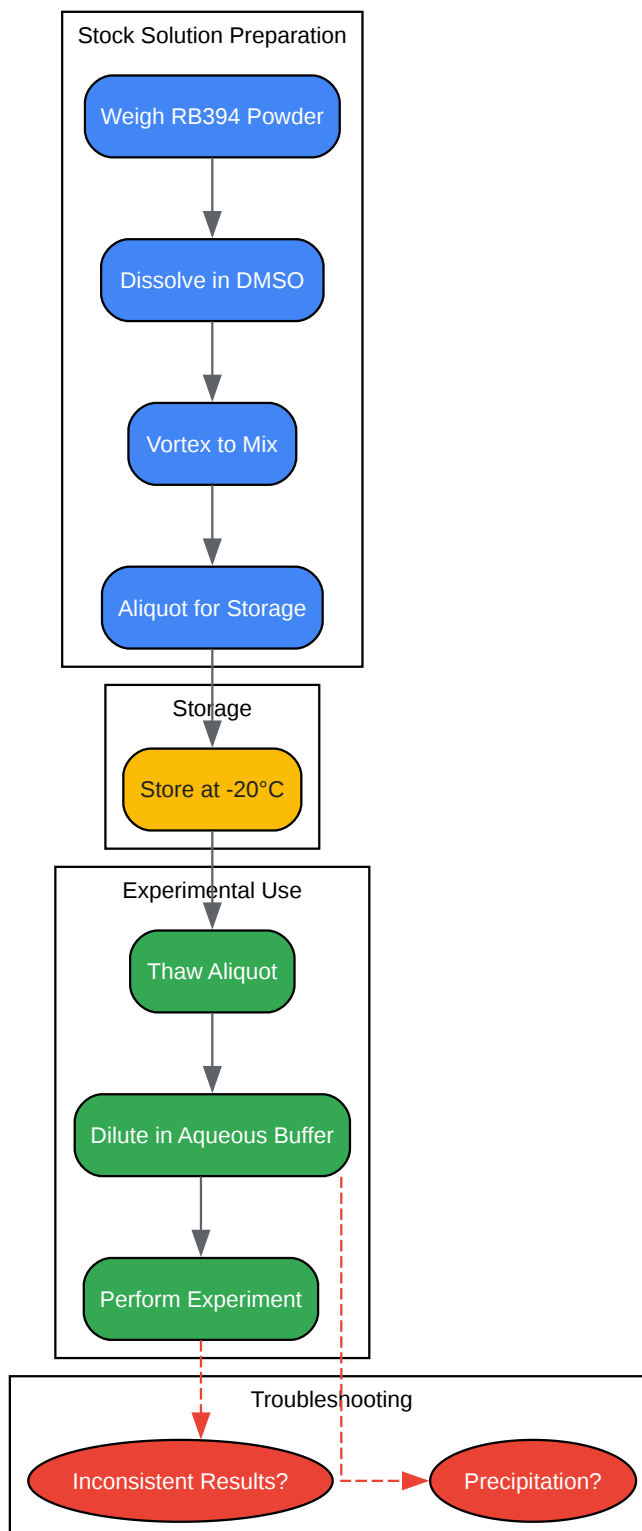 Stock Solution Preparation
Weigh RB394 Powder
Dissolve in DMSO
Vortex to Mix
Aliquot for Storage
Storage
Store at -20°C
Experimental Use
Thaw Aliquot
Dilute in Aqueous Buffer
Perform Experiment
Troubleshooting
Inconsistent Results?
Precipitation?